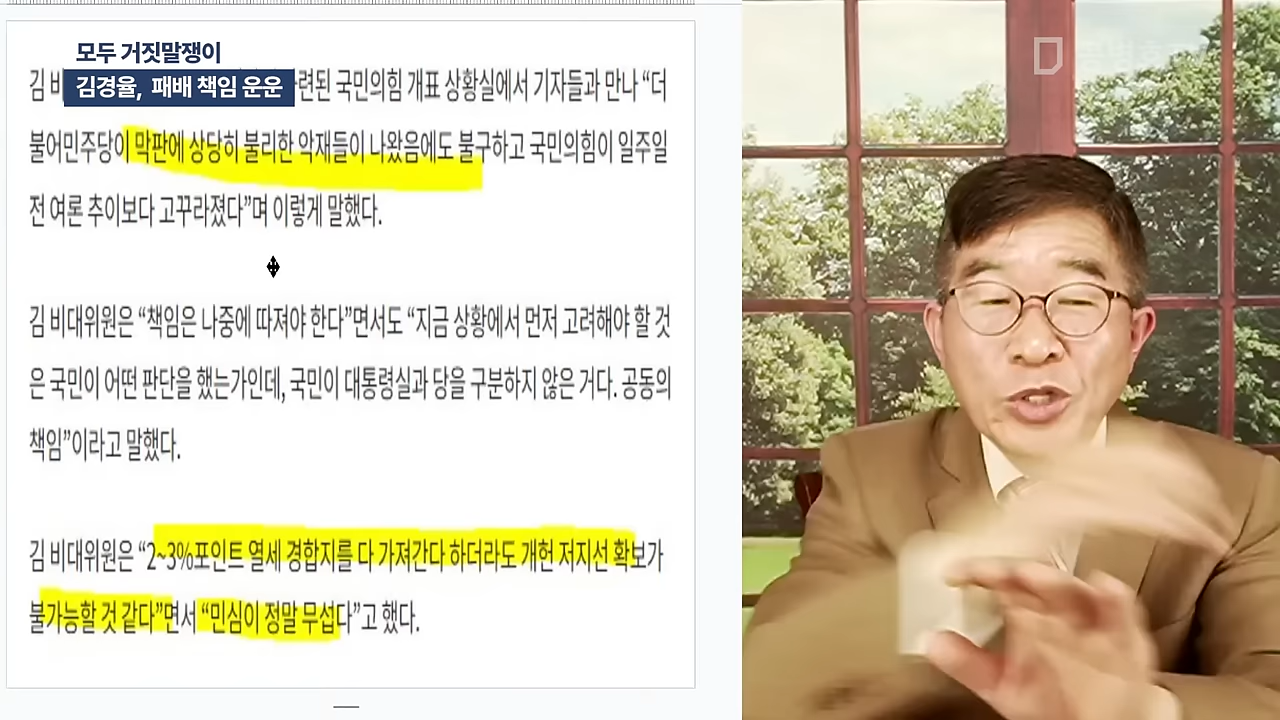 모두 거짓말쟁이
김경율, 패배 책임 운운
김 비 련된 국민의힘 개표 상황실에서 기자들과 만나 “더
불어민주당이 막판에 상당히 불리한 악재들이 나왔음에도 불구하고 국민의힘이 일주일
전 여론 추이보다 고꾸라졌다”며 이렇게 말했다.
김 비대위원은 “책임은 나중에 따져야 한다”면서도 “지금 상황에서 먼저 고려해야 할 것
은 국민이 어떤 판단을 했는가인데, 국민이 대통령실과 당을 구분하지 않은 거다. 공동의
책임”이라고 말했다.
김 비대위원은 “2~3%포인트 열세 경합지를 다 가져간다 하더라도 개헌 저지선 확보가
불가능할 것 같다”면서 “민심이 정말 무섭다”고 했다.